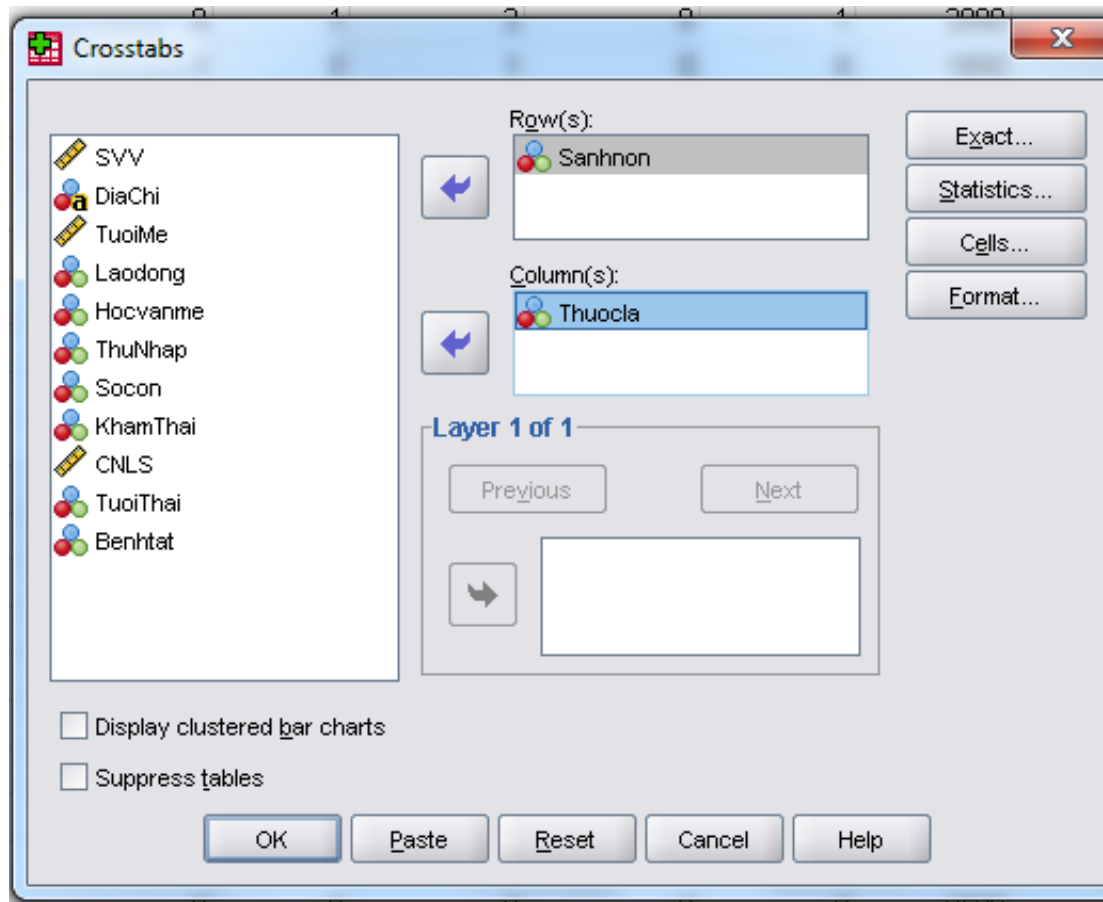 Crosstabs
SVV
DiaChi
TuoiMe
Laodong
Hocvanme
ThuNhap
Socon
KhamThai
CNLS
TuoiThai
Benhtat
Row(s):
Sanhnon
Column(s):
Thuocla
Layer 1 of 1
Previous
Next
Exact...
Statistics...
Cells...
Format...
Display clustered bar charts
Suppress tables
OK
Paste
Reset
Cancel
Help